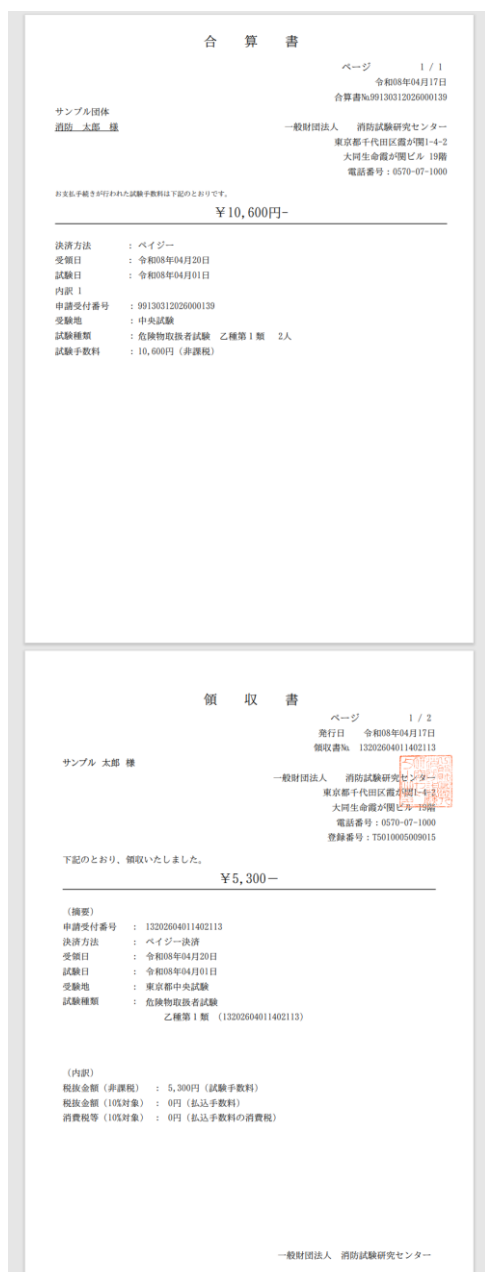 合 算 書
ページ 1 / 1
令和08年04月17日
合算書№99130312026000139
サンプル団体
消防 太郎 様
一般財団法人 消防試験研究センター
東京都千代田区霞が関1-4-2
大同生命霞が関ビル 19階
電話番号：0570-07-1000
お支払手続きが行われた試験手数料は下記のとおりです。
￥10,600円-
決済方法 ： ペイジー
受領日 ： 令和08年04月20日
試験日 ： 令和08年04月01日
内訳 1
申請受付番号 ： 99130312026000139
受験地 ： 中央試験
試験種類 ： 危険物取扱者試験 乙種第１類 2人
試験手数料 ： 10,600円（非課税）
領 収 書
ページ 1 / 2
発行日 令和08年04月17日
領収書№ 13202604011402113
サンプル 太郎 様
一般財団法人 消防試験研究センター
東京都千代田区霞が関1-4-2
大同生命霞が関ビル 19階
電話番号：0570-07-1000
登録番号：T5010005009015
下記のとおり、領収いたしました。
￥5,300－
（摘要）
申請受付番号 ： 13202604011402113
決済方法 ： ペイジー決済
受領日 ： 令和08年04月20日
試験日 ： 令和08年04月01日
受験地 ： 東京都中央試験
試験種類 ： 危険物取扱者試験
乙種第１類 （13202604011402113）
（内訳）
税抜金額（非課税） ： 5,300円（試験手数料）
税抜金額（10%対象） ： 0円（払込手数料）
消費税等（10%対象） ： 0円（払込手数料の消費税）
一般財団法人 消防試験研究センター